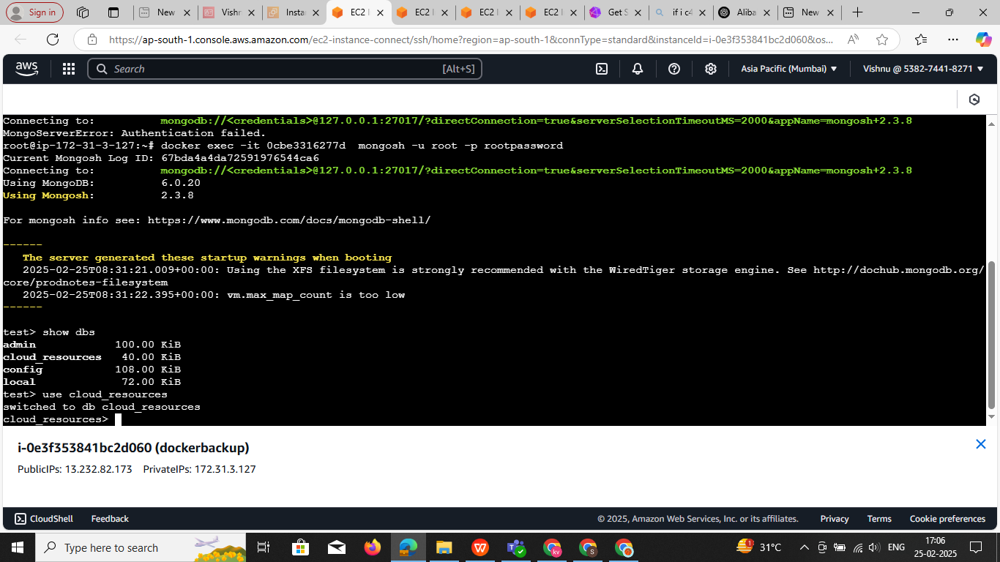 Sign in
New
Vishr
Instan
EC2 I
EC2 I
EC2 I
EC2 I
Get S
if i c4
Aliba
New
https://ap-south-1.console.aws.amazon.com/ec2-instance-connect/ssh/home?region=ap-south-1&connType=standard&instanceId=i-0e3f353841bc2d060&os...
aws
Search
[Alt+S]
Asia Pacific (Mumbai)
Vishnu @ 5382-7441-8271
Connecting to: mongodb://<credentials>@127.0.0.1:27017/?directConnection=true&serverSelectionTimeoutMS=2000&appName=mongosh+2.3.8
MongoServerError: Authentication failed.
root@ip-172-31-3-127:~# docker exec -it 0cbe3316277d  mongosh -u root -p rootpassword
Current Mongosh Log ID: 67bda4a4da72591976544ca6
Connecting to: mongodb://<credentials>@127.0.0.1:27017/?directConnection=true&serverSelectionTimeoutMS=2000&appName=mongosh+2.3.8
Using MongoDB: 6.0.20
Using Mongosh: 2.3.8
For mongosh info see: https://www.mongodb.com/docs/mongodb-shell/
------
The server generated these startup warnings when booting
2025-02-25T08:31:21.009+00:00: Using the XFS filesystem is strongly recommended with the WiredTiger storage engine. See http://dochub.mongodb.org/
core/prodnotes-filesystem
2025-02-25T08:31:22.395+00:00: vm.max_map_count is too low
------
test> show dbs
admin 100.00 KiB
cloud_resources 40.00 KiB
config 108.00 KiB
local 72.00 KiB
test> use cloud_resources
switched to db cloud_resources
cloud_resources>
i-0e3f353841bc2d060 (dockerbackup)
PublicIPs: 13.232.82.173 PrivateIPs: 172.31.3.127
CloudShell
Feedback
© 2025, Amazon Web Services, Inc. or its affiliates.
Privacy
Terms
Cookie preferences
Type here to search
31°C
ENG
17:06
25-02-2025